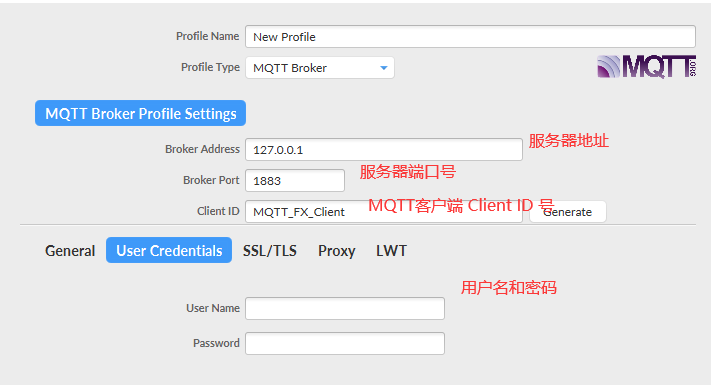 Profile Name New Profile
Profile Type MQTT Broker
MQTT.ORG
MQTT Broker Profile Settings
Broker Address 127.0.0.1 服务器地址
Broker Port 1883 服务器端口号
Client ID MQTT_FX_Client MQTT客户端 Client ID 号 Generate
General User Credentials SSL/TLS Proxy LWT
用户名和密码
User Name
Password